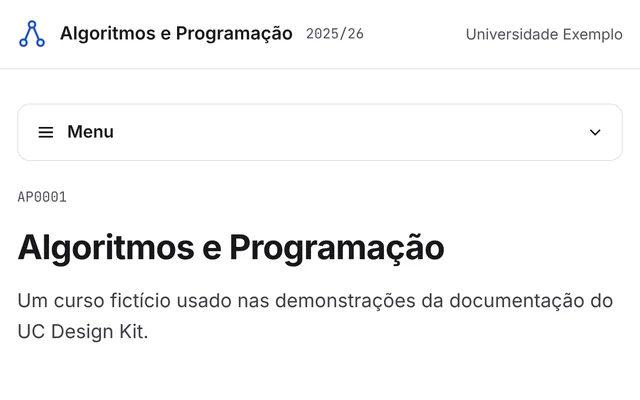 Algoritmos e Programação 2025/26 Universidade Exemplo
Menu
AP0001
Algoritmos e Programação
Um curso fictício usado nas demonstrações da documentação do
UC Design Kit.